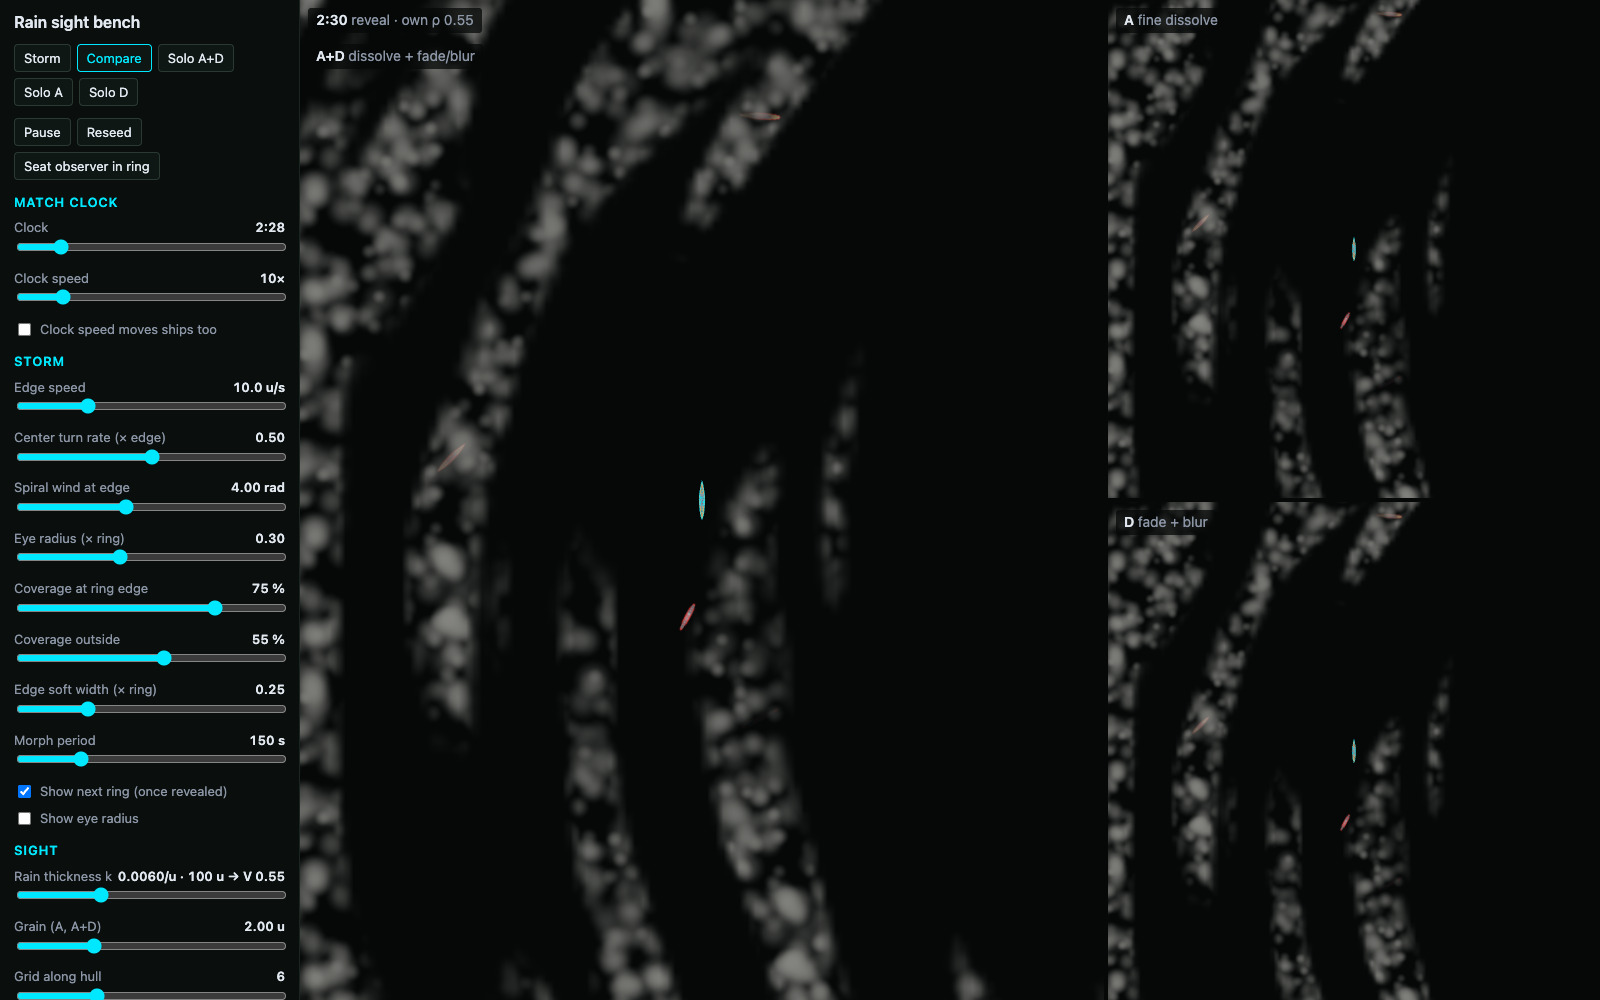 Rain sight bench
Storm Compare Solo A+D
Solo A Solo D
Pause Reseed
Seat observer in ring
MATCH CLOCK
Clock 2:28
Clock speed 10×
Clock speed moves ships too
STORM
Edge speed 10.0 u/s
Center turn rate (× edge) 0.50
Spiral wind at edge 4.00 rad
Eye radius (× ring) 0.30
Coverage at ring edge 75 %
Coverage outside 55 %
Edge soft width (× ring) 0.25
Morph period 150 s
Show next ring (once revealed)
Show eye radius
SIGHT
Rain thickness k 0.0060/u · 100 u → V 0.55
Grain (A, A+D) 2.00 u
Grid along hull 6
2:30 reveal · own ρ 0.55
A+D dissolve + fade/blur
A fine dissolve
D fade + blur